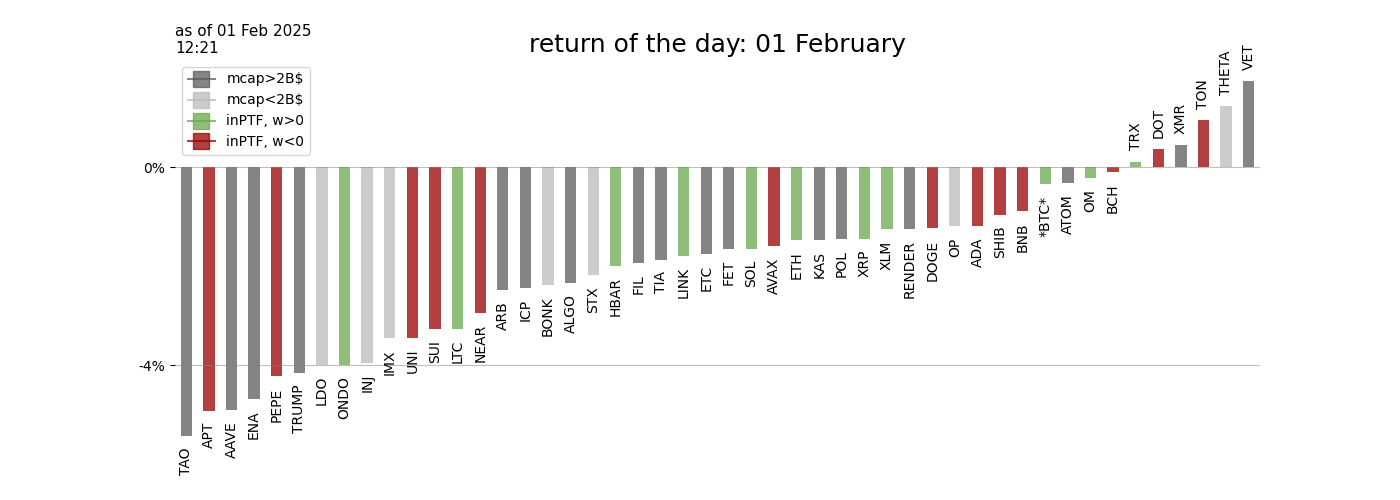 as of 01 Feb 2025
12:21
return of the day: 01 February
mcap>2B$
mcap<2B$
inPTF, w>0
inPTF, w<0
0%
-4%
TAO
APT
AAVE
ENA
PEPE
TRUMP
LDO
ONDO
INJ
IMX
UNI
SUI
LTC
NEAR
ARB
ICP
BONK
ALGO
STX
HBAR
FIL
TIA
LINK
ETC
FET
SOL
AVAX
ETH
KAS
POL
XRP
XLM
RENDER
DOGE
OP
ADA
SHIB
BNB
*BTC*
ATOM
OM
BCH
TRX
DOT
XMR
TON
THETA
VET